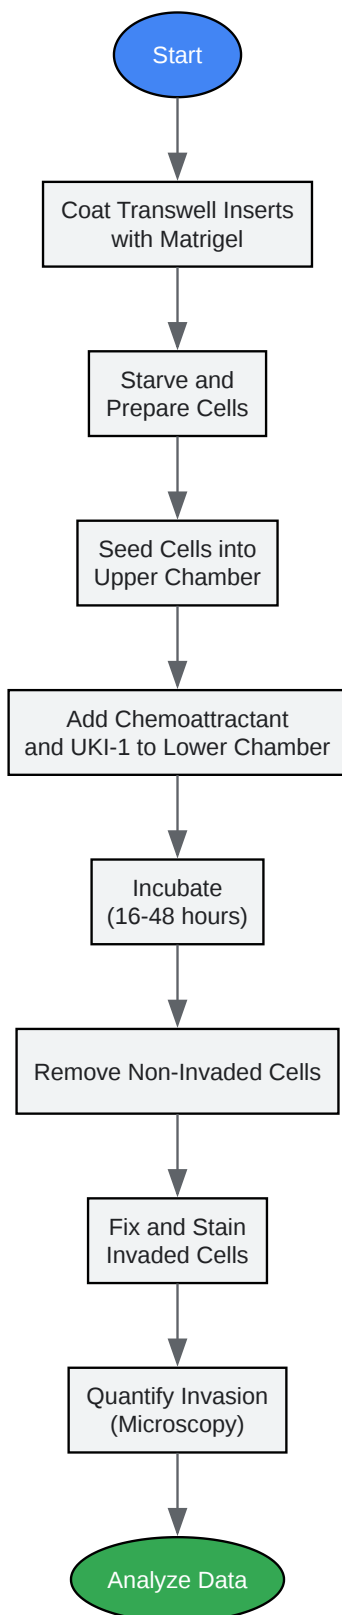 Start
Coat Transwell Inserts
with Matrigel
Starve and
Prepare Cells
Seed Cells into
Upper Chamber
Add Chemoattractant
and UKI-1 to Lower Chamber
Incubate
(16-48 hours)
Remove Non-Invaded Cells
Fix and Stain
Invaded Cells
Quantify Invasion
(Microscopy)
Analyze Data